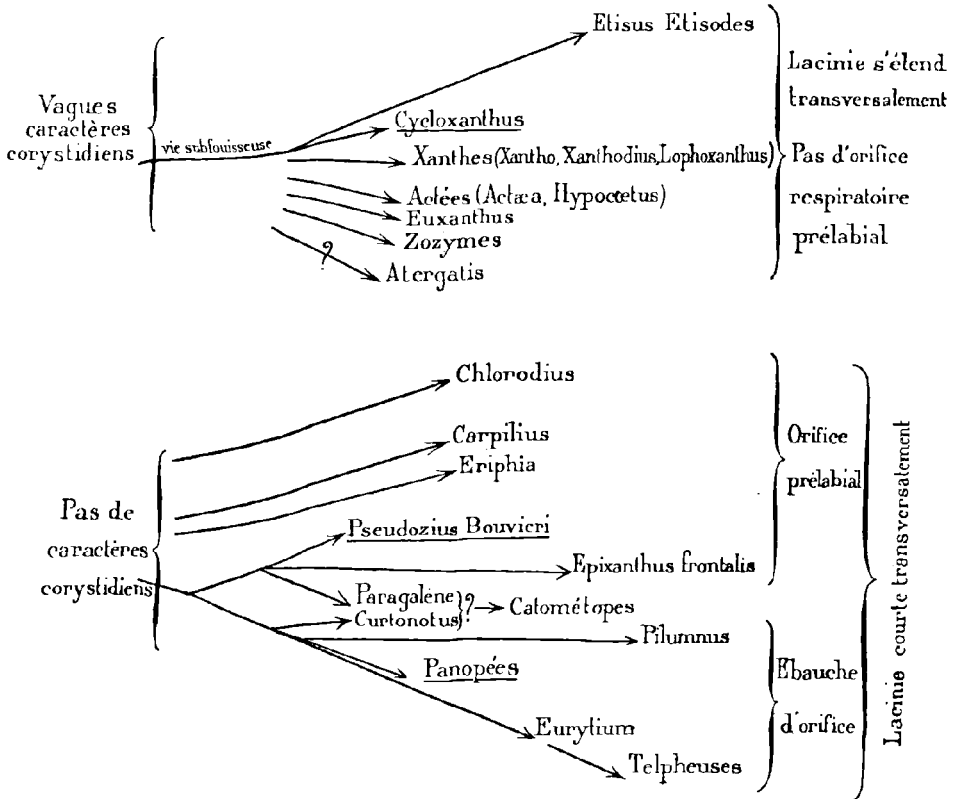 Etisus Etisodes
Vagues
caractères
corystidiens
vie subfouisseuse
Cycloxanthus
Xanthes (Xantho, Xanthodius, Lophoxanthus)
Actées (Actæa, Hypocœtus)
Euxanthus
Zozymes
?
Atergatis
Lacinie s'étend
transversalement
Pas d'orifice
respiratoire
prélabial
Chlorodius
Carpilius
Eriphia
Pas de
caractères
corystidiens
Pseudozius Bouvieri
Epixanthus frontalis
Paragalène
Curtonotus
? Catométopes
Pilumnus
Panopées
Eurytium
Telpheuses
Orifice
prélabial
Ebauche
d'orifice
Lacinie courte transversalement